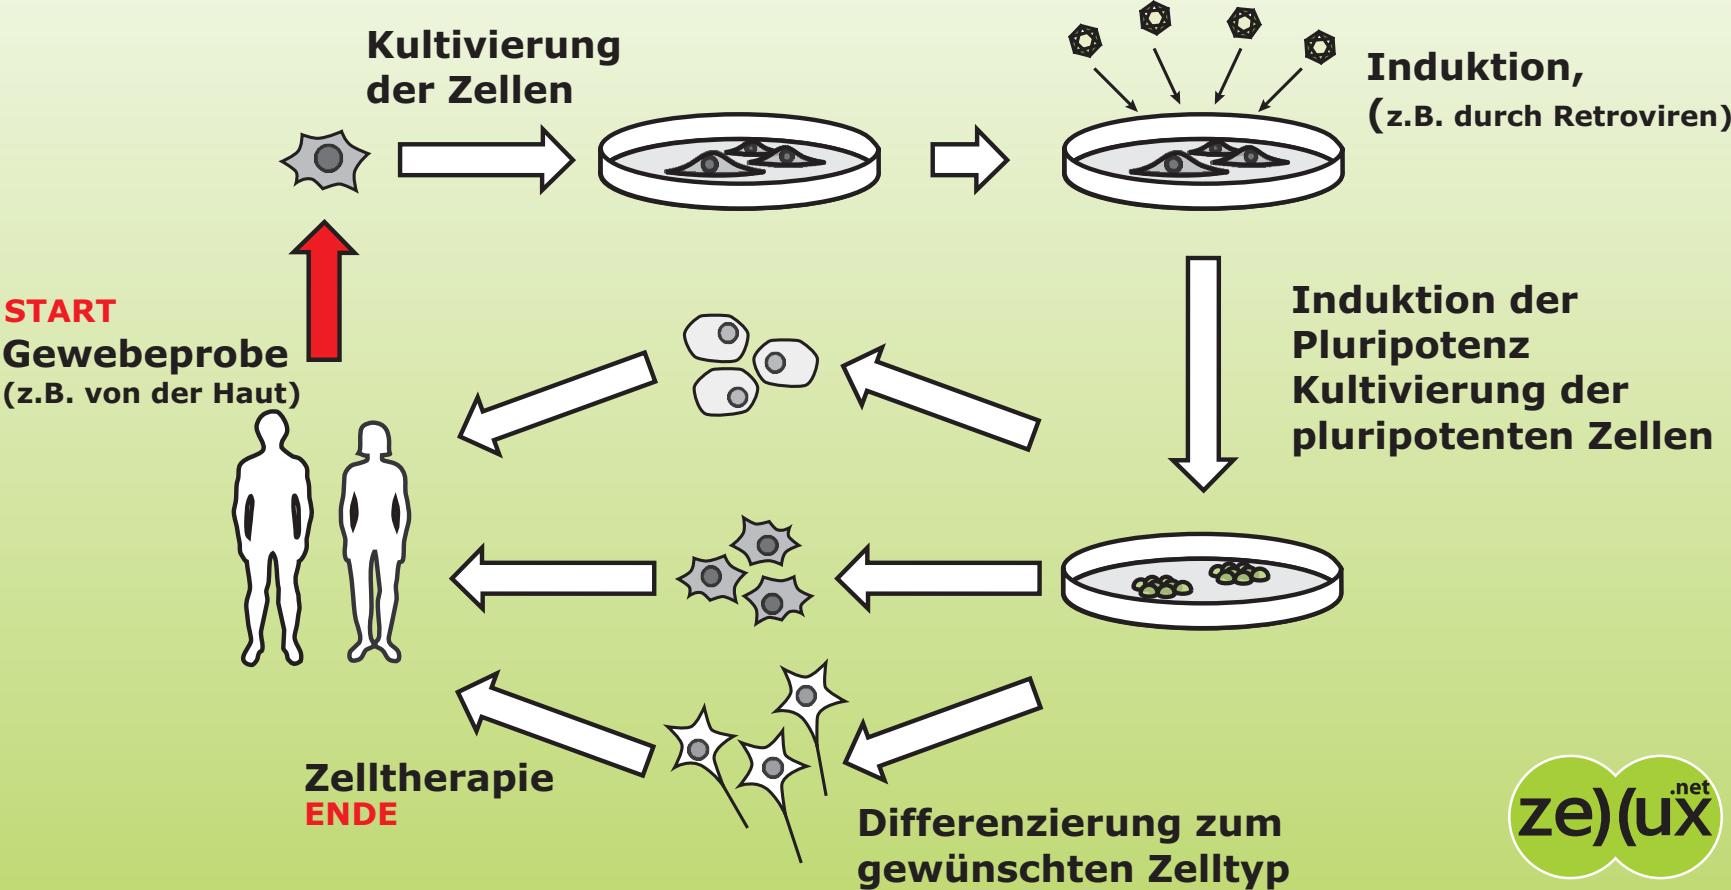 Kultivierung
der Zellen
Induktion,
(z.B. durch Retroviren)
START
Gewebeprobe
(z.B. von der Haut)
Induktion der
Pluripotenz
Kultivierung der
pluripotenten Zellen
Zelltherapie
ENDE
Differenzierung zum
gewünschten Zelltyp
.net
ze)(ux